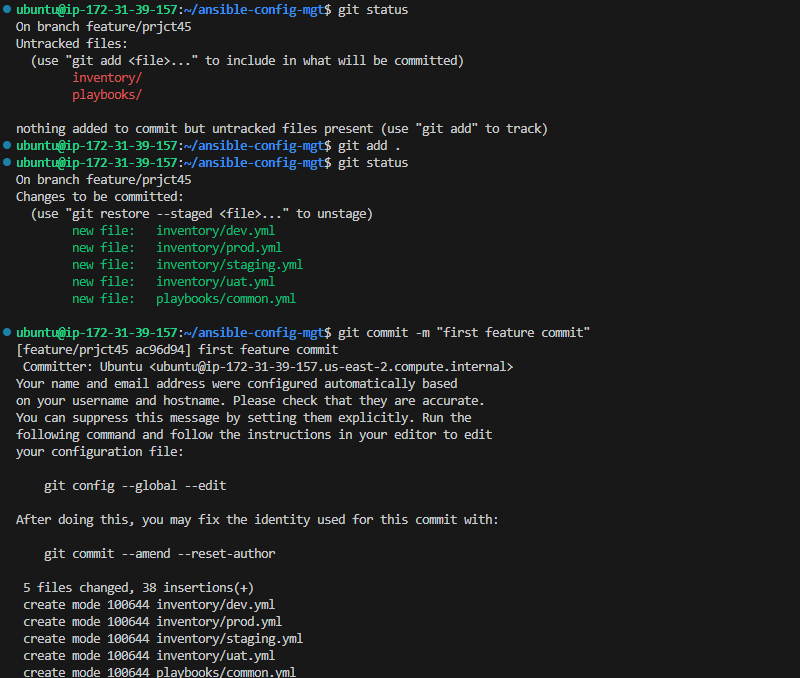 ubuntu@ip-172-31-39-157:~/ansible-config-mgt$ git status
On branch feature/prjct45
Untracked files:
  (use "git add <file>..." to include in what will be committed)
        inventory/
        playbooks/

nothing added to commit but untracked files present (use "git add" to track)
ubuntu@ip-172-31-39-157:~/ansible-config-mgt$ git add .
ubuntu@ip-172-31-39-157:~/ansible-config-mgt$ git status
On branch feature/prjct45
Changes to be committed:
  (use "git restore --staged <file>..." to unstage)
        new file:   inventory/dev.yml
        new file:   inventory/prod.yml
        new file:   inventory/staging.yml
        new file:   inventory/uat.yml
        new file:   playbooks/common.yml

ubuntu@ip-172-31-39-157:~/ansible-config-mgt$ git commit -m "first feature commit"
[feature/prjct45 ac96d94] first feature commit
 Committer: Ubuntu <ubuntu@ip-172-31-39-157.us-east-2.compute.internal>
Your name and email address were configured automatically based
on your username and hostname. Please check that they are accurate.
You can suppress this message by setting them explicitly. Run the
following command and follow the instructions in your editor to edit
your configuration file:

    git config --global --edit

After doing this, you may fix the identity used for this commit with:

    git commit --amend --reset-author

 5 files changed, 38 insertions(+)
 create mode 100644 inventory/dev.yml
 create mode 100644 inventory/prod.yml
 create mode 100644 inventory/staging.yml
 create mode 100644 inventory/uat.yml
 create mode 100644 playbooks/common.yml